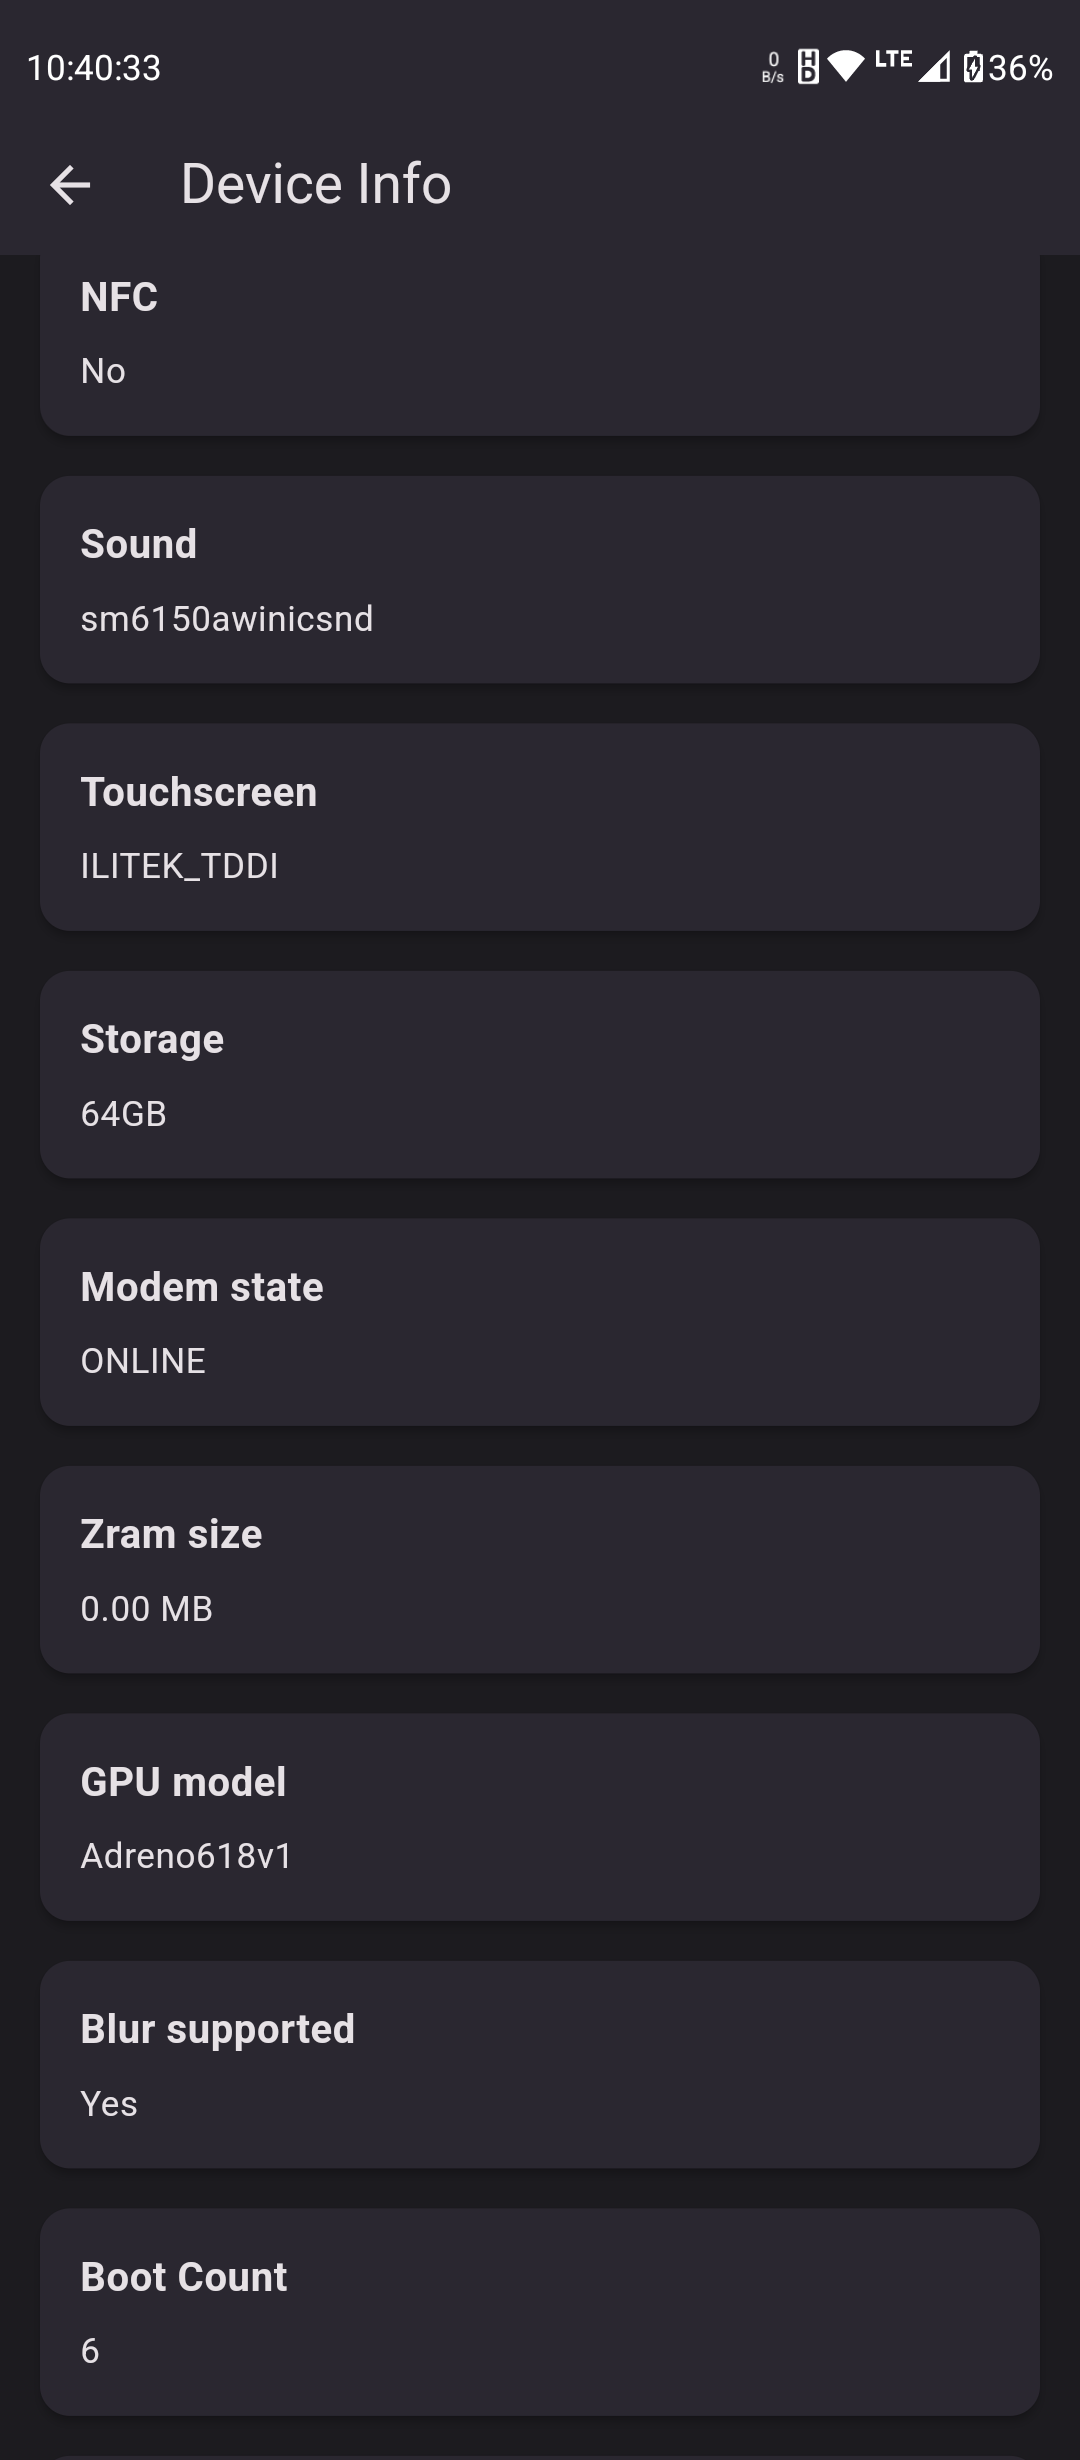 10:40:33
0
B/s
HD
LTE
36%
Device Info
NFC
No
Sound
sm6150awinicsnd
Touchscreen
ILITEK_TDDI
Storage
64GB
Modem state
ONLINE
Zram size
0.00 MB
GPU model
Adreno618v1
Blur supported
Yes
Boot Count
6